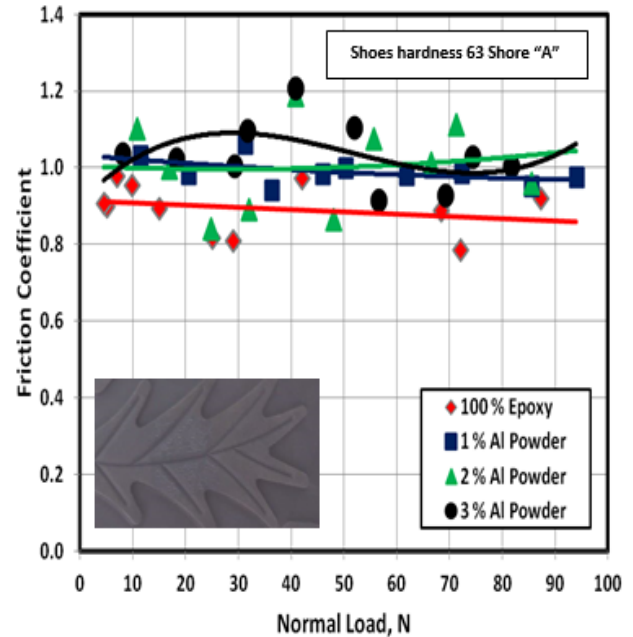 1.4
1.2
1.0
0.8
0.6
0.4
0.2
0.0
Friction Coefficient
Shoes hardness 63 Shore “A”
100 % Epoxy
1 % Al Powder
2 % Al Powder
3 % Al Powder
0 10 20 30 40 50 60 70 80 90 100
Normal Load, N